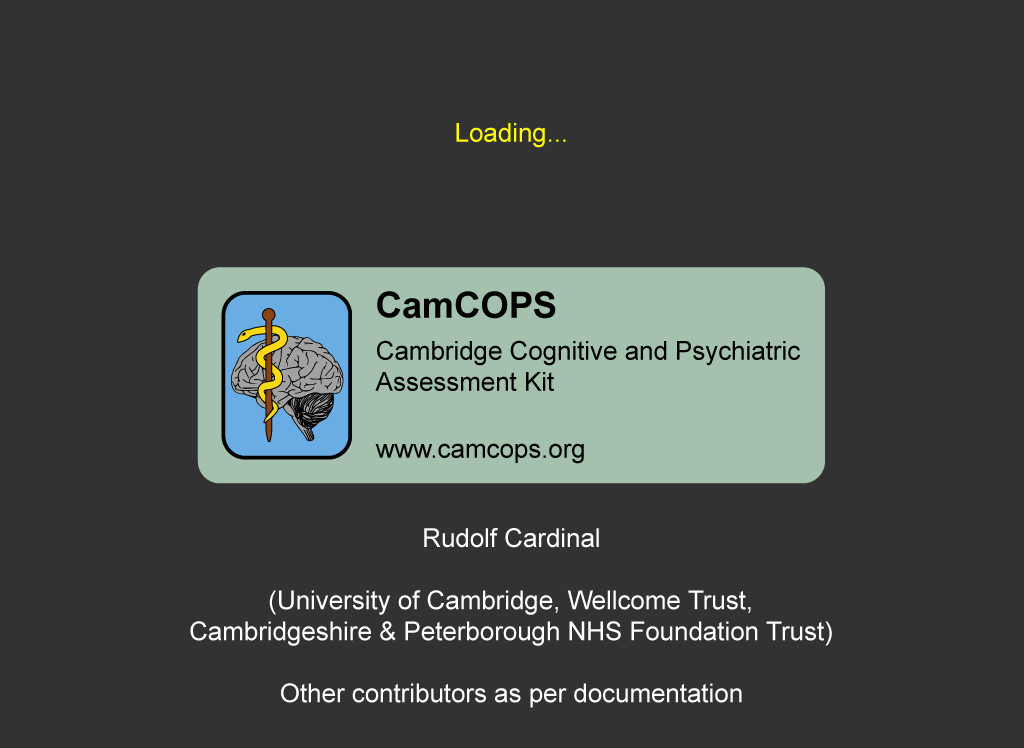 Loading...
CamCOPS
Cambridge Cognitive and Psychiatric
Assessment Kit
www.camcops.org
Rudolf Cardinal
(University of Cambridge, Wellcome Trust,
Cambridgeshire & Peterborough NHS Foundation Trust)
Other contributors as per documentation